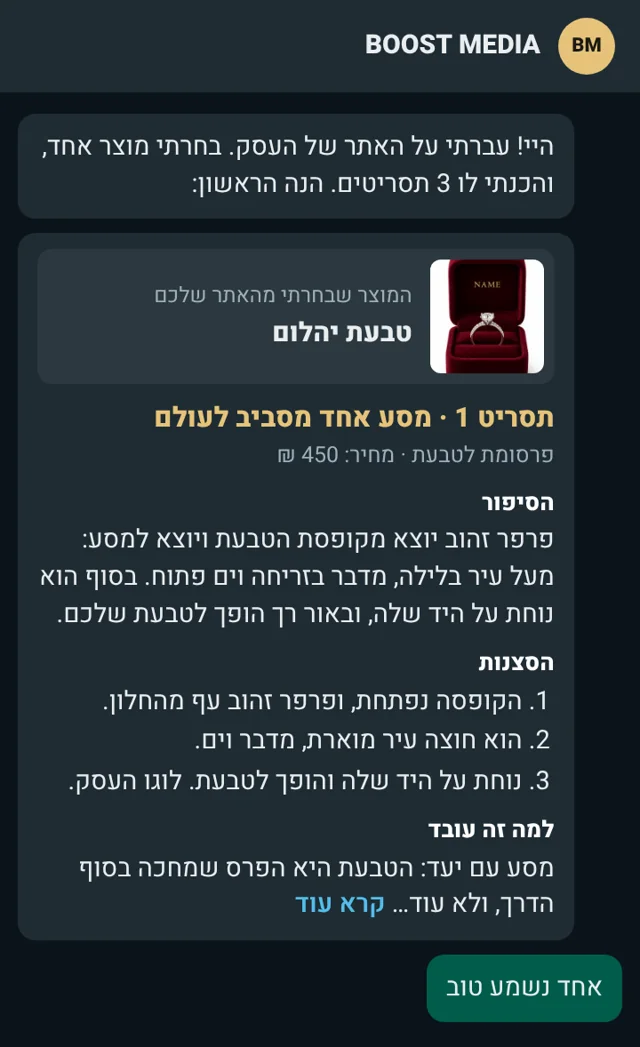 BOOST MEDIA
BM
היי! עברתי על האתר של העסק. בחרתי מוצר אחד,
והכנתי לו 3 תסריטים. הנה הראשון:
NAME
המוצר שבחרתי מהאתר שלכם
טבעת יהלום
תסריט 1 · מסע אחד מסביב לעולם
פרסומת לטבעת · מחיר: 450 ₪
הסיפור
פרפר זהוב יוצא מקופסת הטבעת ויוצא למסע:
מעל עיר בלילה, מדבר בזריחה וים פתוח. בסוף הוא
נוחת על היד שלה, ובאור רך הופך לטבעת שלכם.
הסצנות
1. הקופסה נפתחת, ופרפר זהוב עף מהחלון.
2. הוא חוצה עיר מוארת, מדבר וים.
3. נוחת על היד שלה והופך לטבעת. לוגו העסק.
למה זה עובד
מסע עם יעד: הטבעת היא הפרס שמחכה בסוף
הדרך, ולא עוד... קרא עוד
אחד נשמע טוב